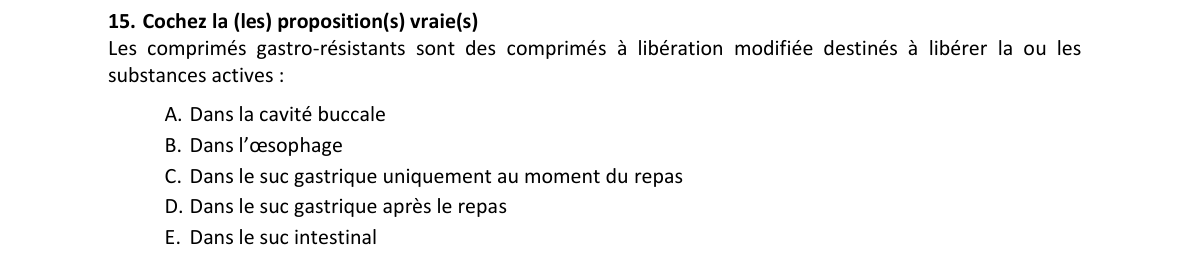 15. Cochez la (les) proposition(s) vraie(s)
Les comprimés gastro-résistants sont des comprimés à libération modifiée destinés à libérer la ou les
substances actives :
A. Dans la cavité buccale
B. Dans l’œsophage
C. Dans le suc gastrique uniquement au moment du repas
D. Dans le suc gastrique après le repas
E. Dans le suc intestinal